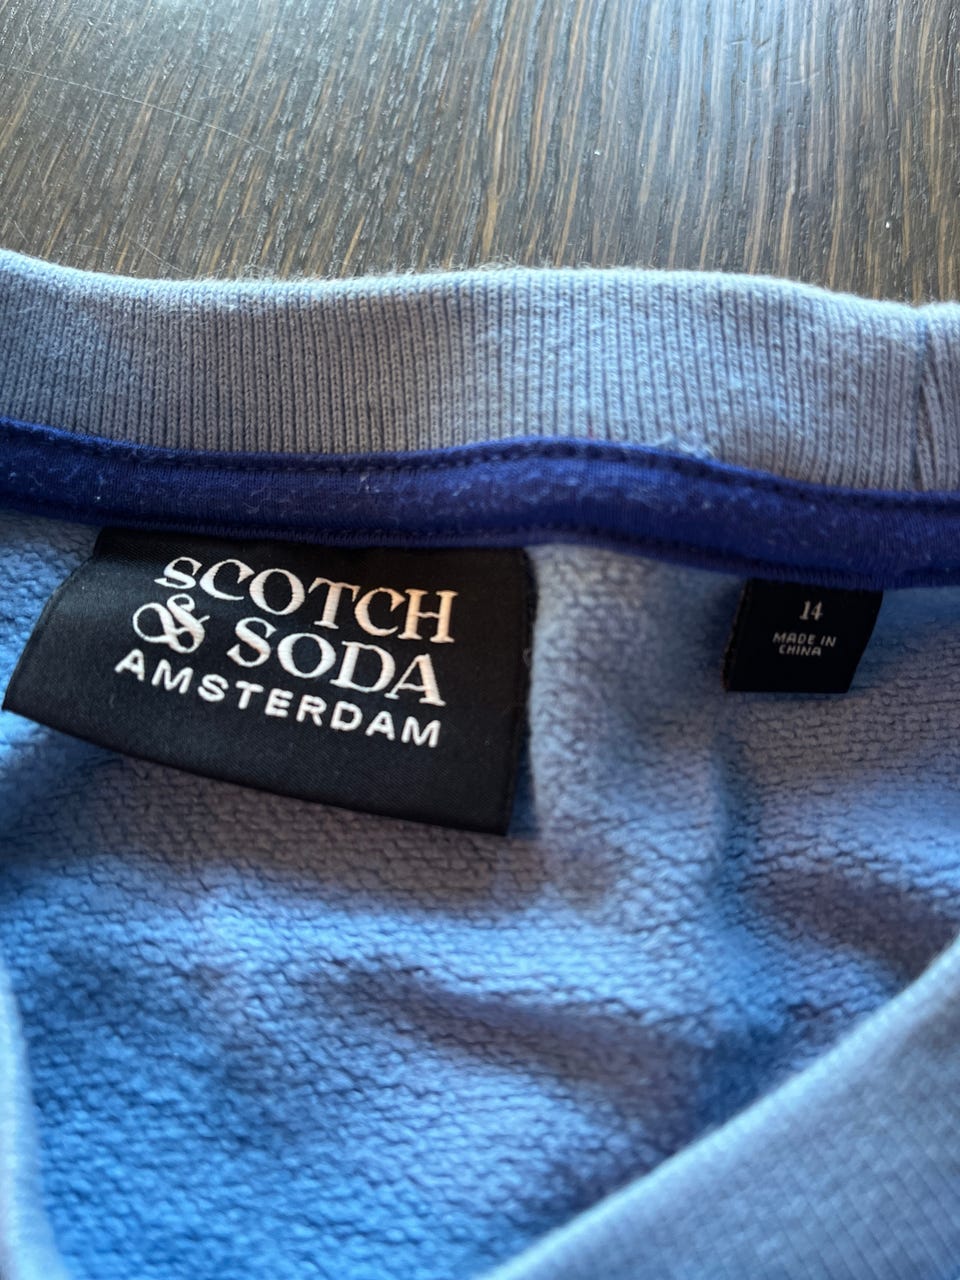 SCOTCH
& SODA
AMSTERDAM
14
MADE IN
CHINA